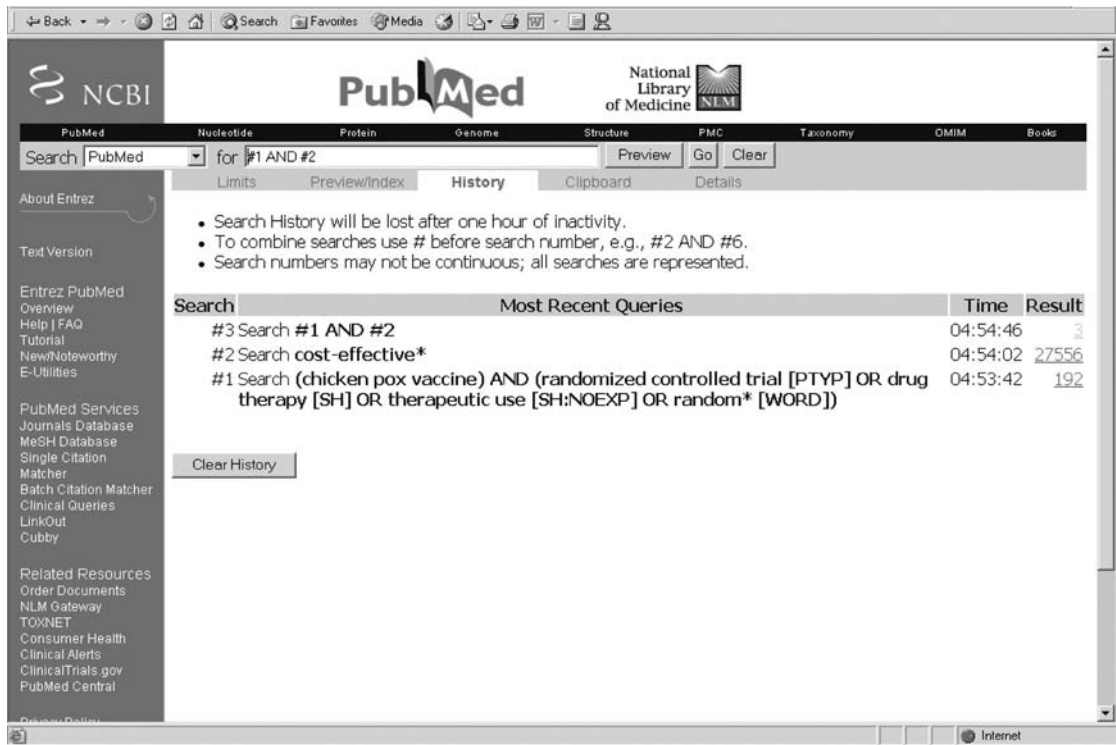 Back Search Favorites Media
NCBI
PubMed
National
Library
of Medicine NLM
PubMed Nucleotide Protein Genome Structure PMC Taxonomy OMIM Books
Search PubMed for #1 AND #2 Preview Go Clear
Limits Preview/Index History Clipboard Details
About Entrez
Text Version
Entrez PubMed
Overview
Help | FAQ
Tutorial
New/Noteworthy
E-Utilities
PubMed Services
Journals Database
MeSH Database
Single Citation
Matcher
Batch Citation Matcher
Clinical Queries
LinkOut
Cubby
Related Resources
Order Documents
NLM Gateway
TOXNET
Consumer Health
Clinical Alerts
ClinicalTrials.gov
PubMed Central
Privacy Policy
• Search History will be lost after one hour of inactivity.
• To combine searches use # before search number, e.g., #2 AND #6.
• Search numbers may not be continuous; all searches are represented.
Search Most Recent Queries Time Result
#3 Search #1 AND #2 04:54:46 3
#2 Search cost-effective* 04:54:02 27556
#1 Search (chicken pox vaccine) AND (randomized controlled trial [PTYP] OR drug 04:53:42 192
therapy [SH] OR therapeutic use [SH:NOEXP] OR random* [WORD])
Clear History
Internet